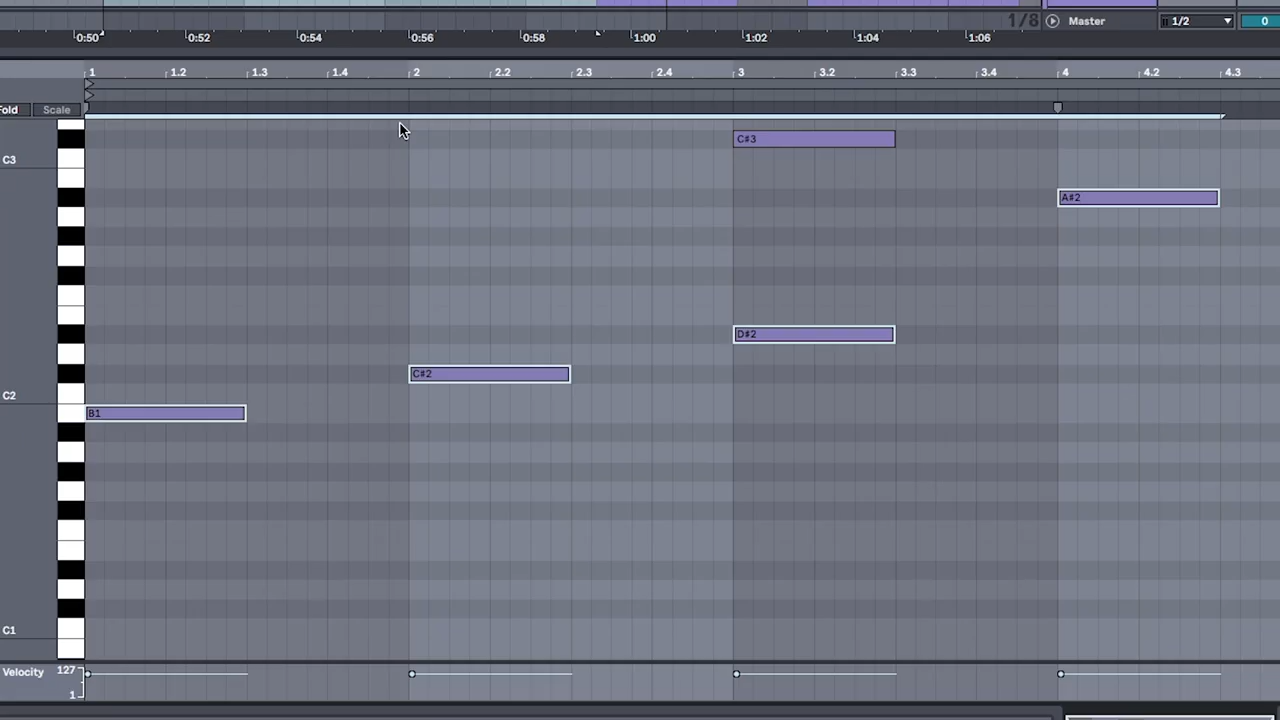 1/8 Master 1/2 0
0:50 0:52 0:54 0:56 0:58 1:00 1:02 1:04 1:06
1 1.2 1.3 1.4 2 2.2 2.3 2.4 3 3.2 3.3 3.4 4 4.2 4.3
Fold Scale
C#3
C3
A#2
D#2
C#2
C2
B1
C1
Velocity 127
1